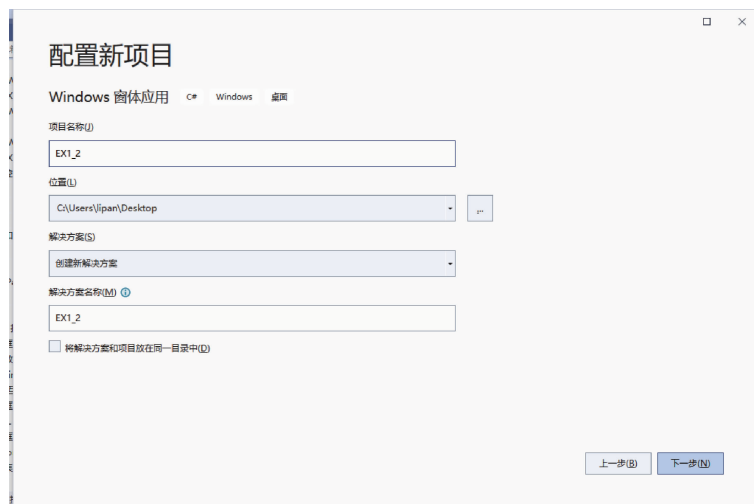 配置新项目
Windows 窗体应用 C# Windows 桌面
项目名称(J)
EX1_2
位置(L)
C:\Users\lipan\Desktop
...
解决方案(S)
创建新解决方案
解决方案名称(M)
EX1_2
将解决方案和项目放在同一目录中(D)
上一步(B) 下一步(N)